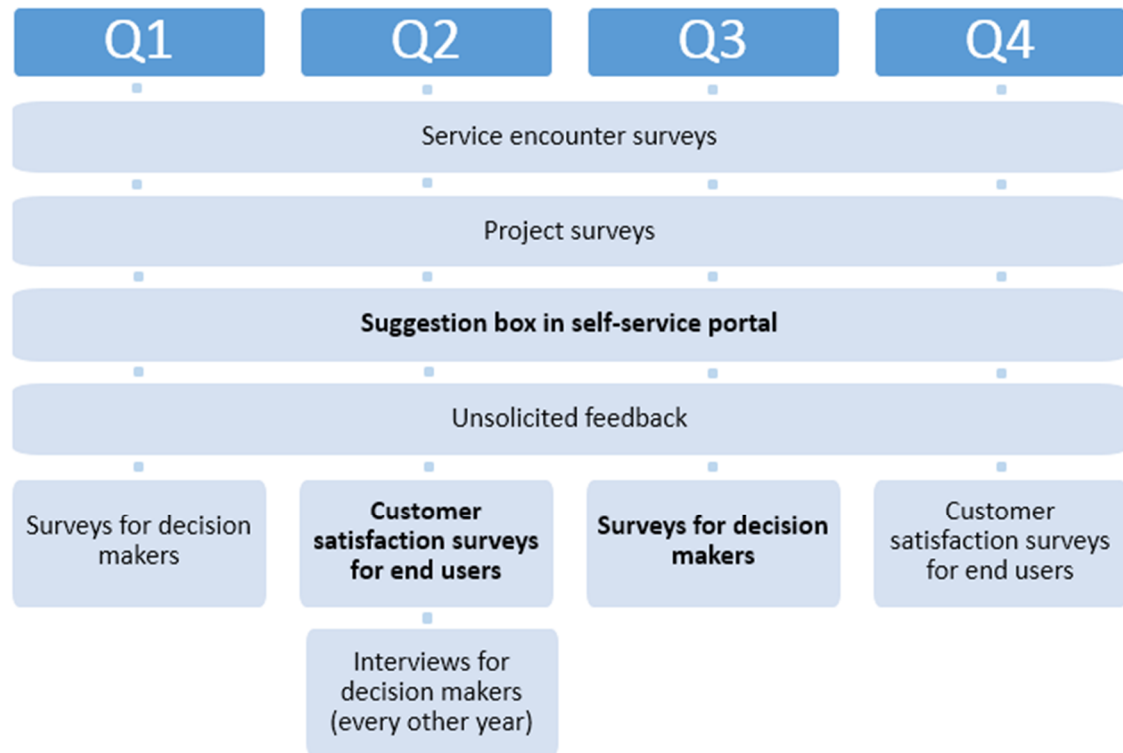 Q1
Q2
Q3
Q4
Service encounter surveys
Project surveys
Suggestion box in self-service portal
Unsolicited feedback
Surveys for decision
makers
Customer
satisfaction surveys
for end users
Surveys for decision
makers
Customer
satisfaction surveys
for end users
Interviews for
decision makers
(every other year)